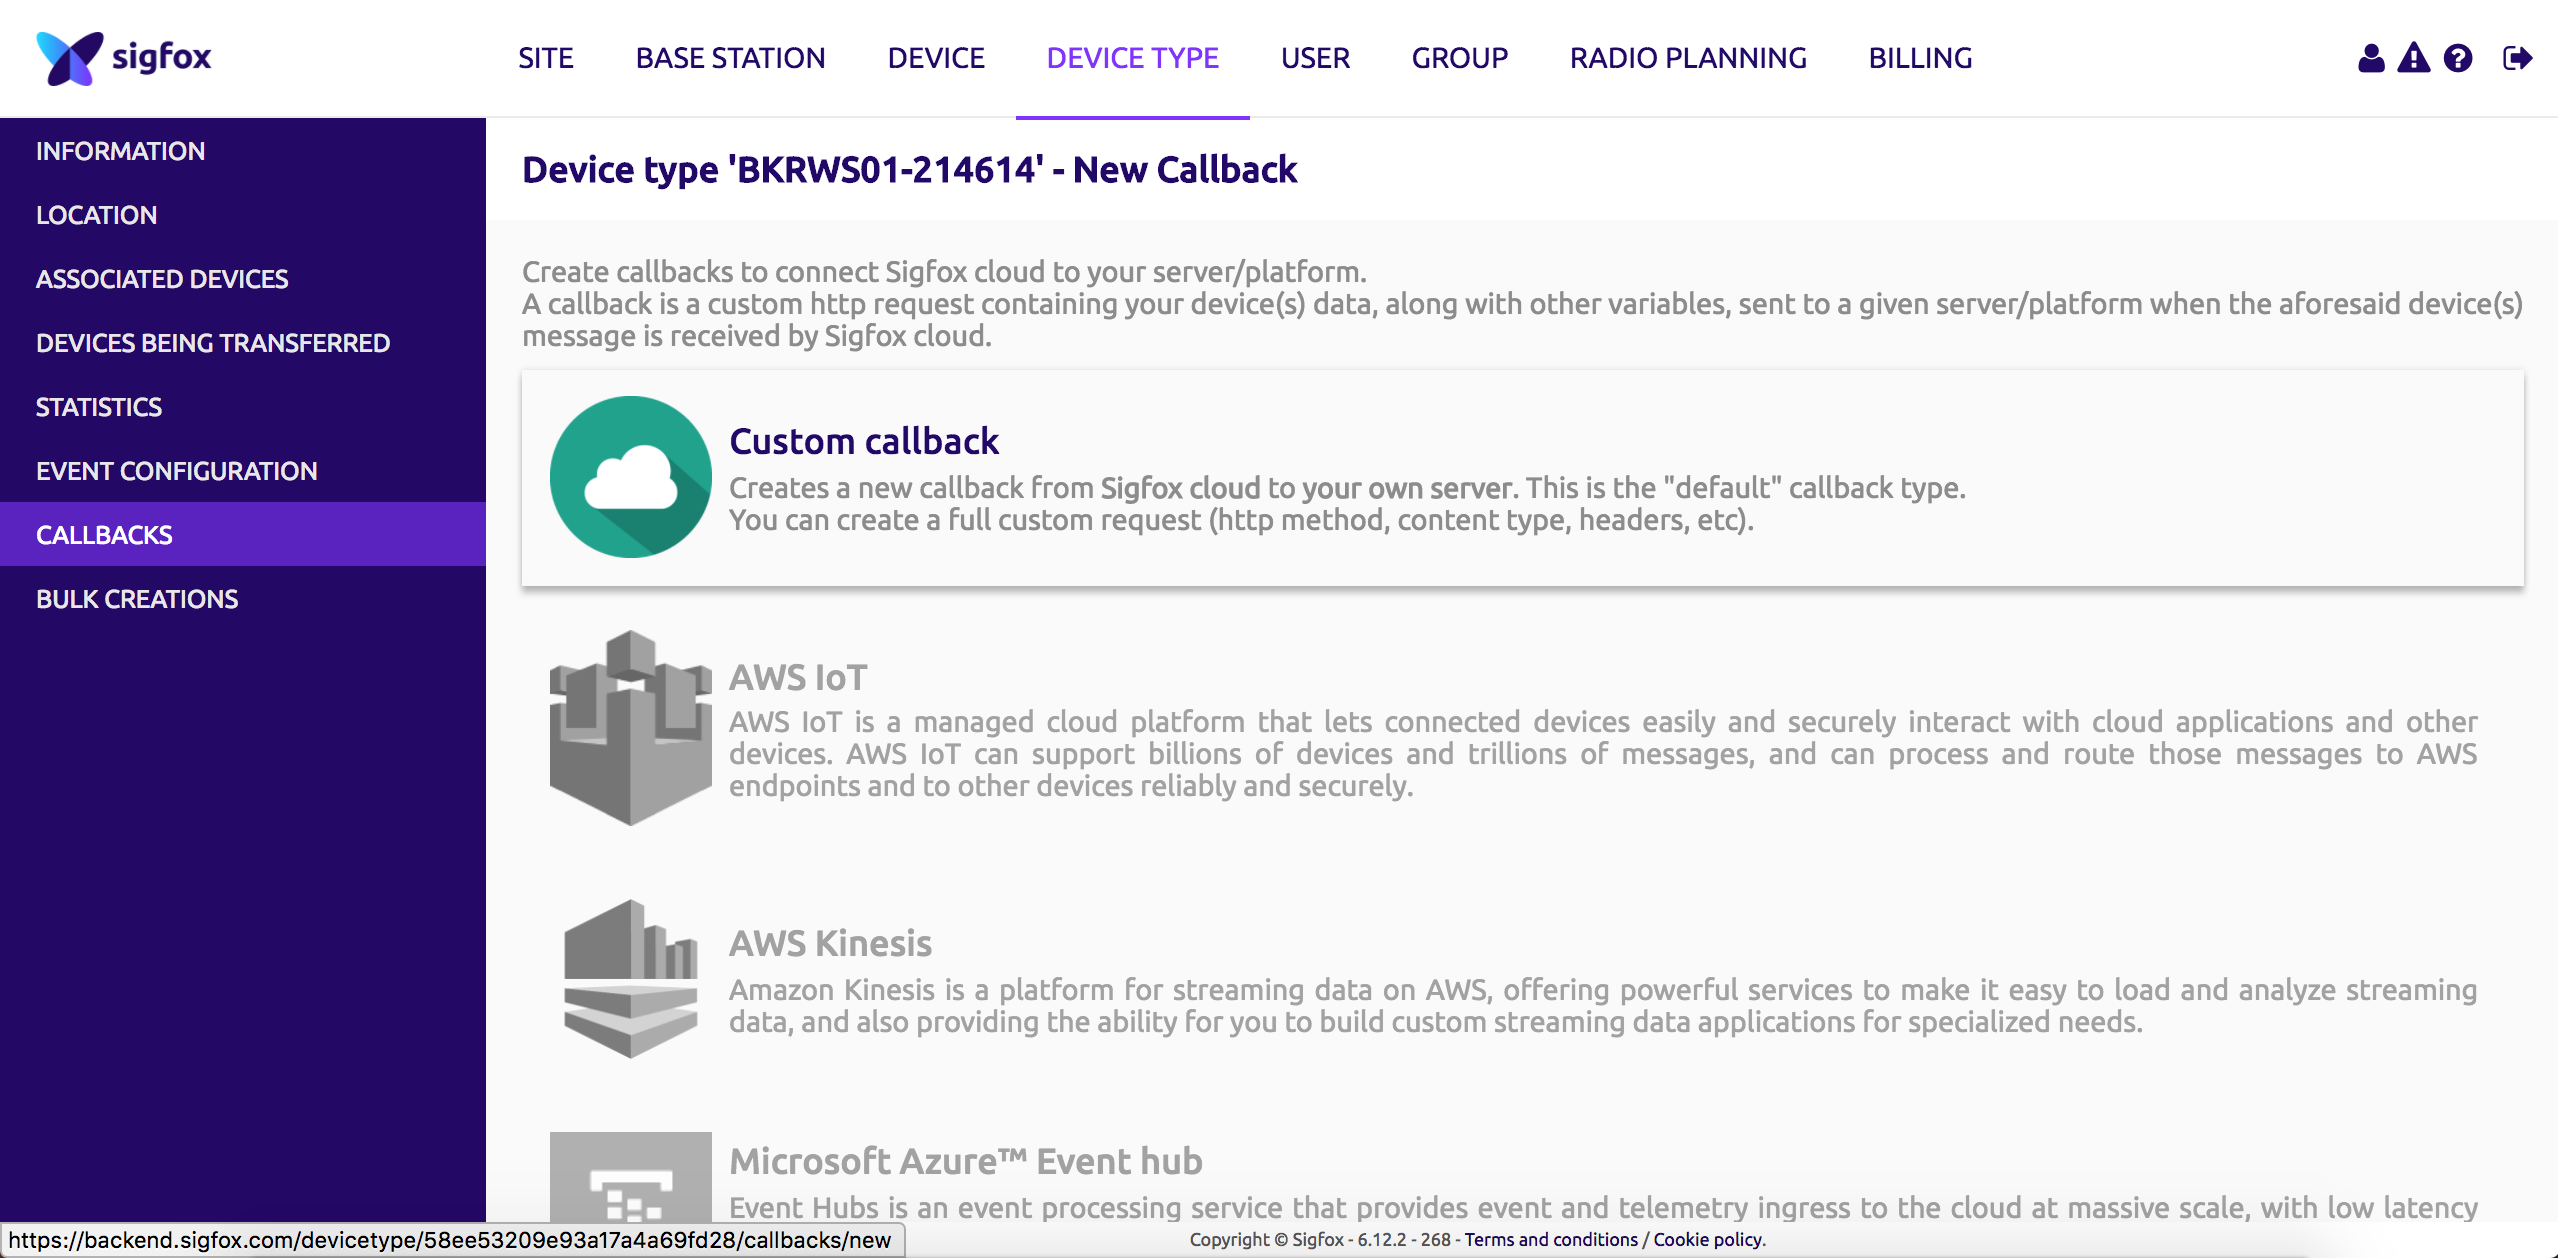 sigfox
SITE BASE STATION DEVICE DEVICE TYPE USER GROUP RADIO PLANNING BILLING
INFORMATION
LOCATION
ASSOCIATED DEVICES
DEVICES BEING TRANSFERRED
STATISTICS
EVENT CONFIGURATION
CALLBACKS
BULK CREATIONS
Device type 'BKRWS01-214614' - New Callback
Create callbacks to connect Sigfox cloud to your server/platform.
A callback is a custom http request containing your device(s) data, along with other variables, sent to a given server/platform when the aforesaid device(s)
message is received by Sigfox cloud.
Custom callback
Creates a new callback from Sigfox cloud to your own server. This is the "default" callback type.
You can create a full custom request (http method, content type, headers, etc).
AWS IoT
AWS IoT is a managed cloud platform that lets connected devices easily and securely interact with cloud applications and other
devices. AWS IoT can support billions of devices and trillions of messages, and can process and route those messages to AWS
endpoints and to other devices reliably and securely.
AWS Kinesis
Amazon Kinesis is a platform for streaming data on AWS, offering powerful services to make it easy to load and analyze streaming
data, and also providing the ability for you to build custom streaming data applications for specialized needs.
Microsoft Azure™ Event hub
Event Hubs is an event processing service that provides event and telemetry ingress to the cloud at massive scale, with low latency
https://backend.sigfox.com/devicetype/58ee53209e93a17a4a69fd28/callbacks/new
Copyright © Sigfox - 6.12.2 - 268 - Terms and conditions / Cookie policy.